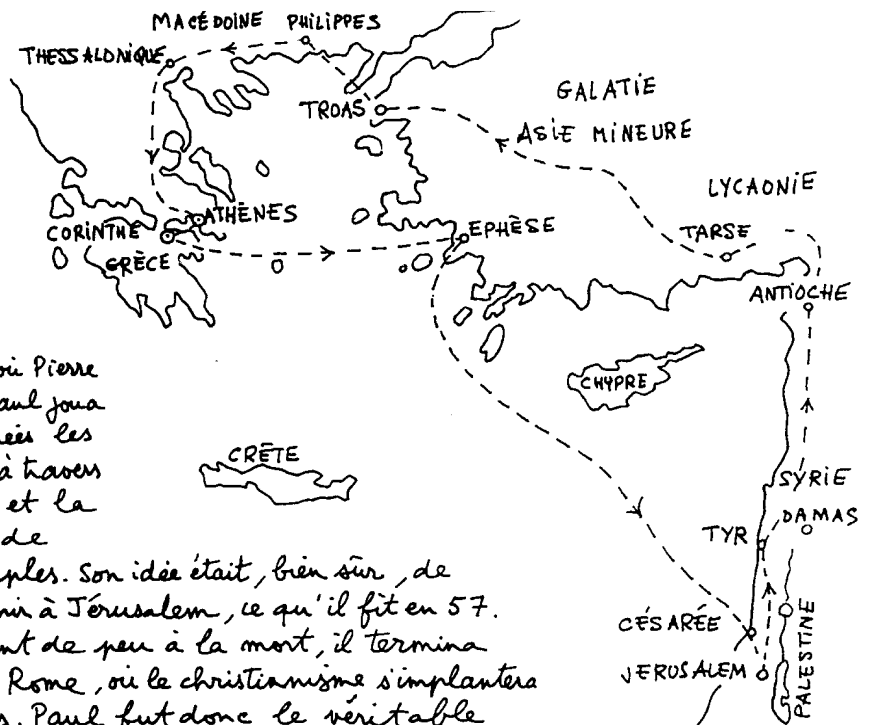 MACÉDOINE PHILIPPES
THESSALONIQUE
TROAS
GALATIE
ASIE MINEURE
LYCAONIE
ATHÈNES
CORINTHE
GRÈCE
EPHÈSE
TARSE
ANTIOCHE
CHYPRE
CRÊTE
SYRIE
DAMAS
TYR
CÉSARÉE
JERUSALEM
PALESTINE
où Pierre
aul joua
les
à travers
et la
de
ples. Son idée était, bien sûr, de
nir à Jérusalem, ce qu'il fit en 57.
nt de peu à la mort, il termina
Rome, où le christianisme s'implantera
s. Paul fut donc le véritable